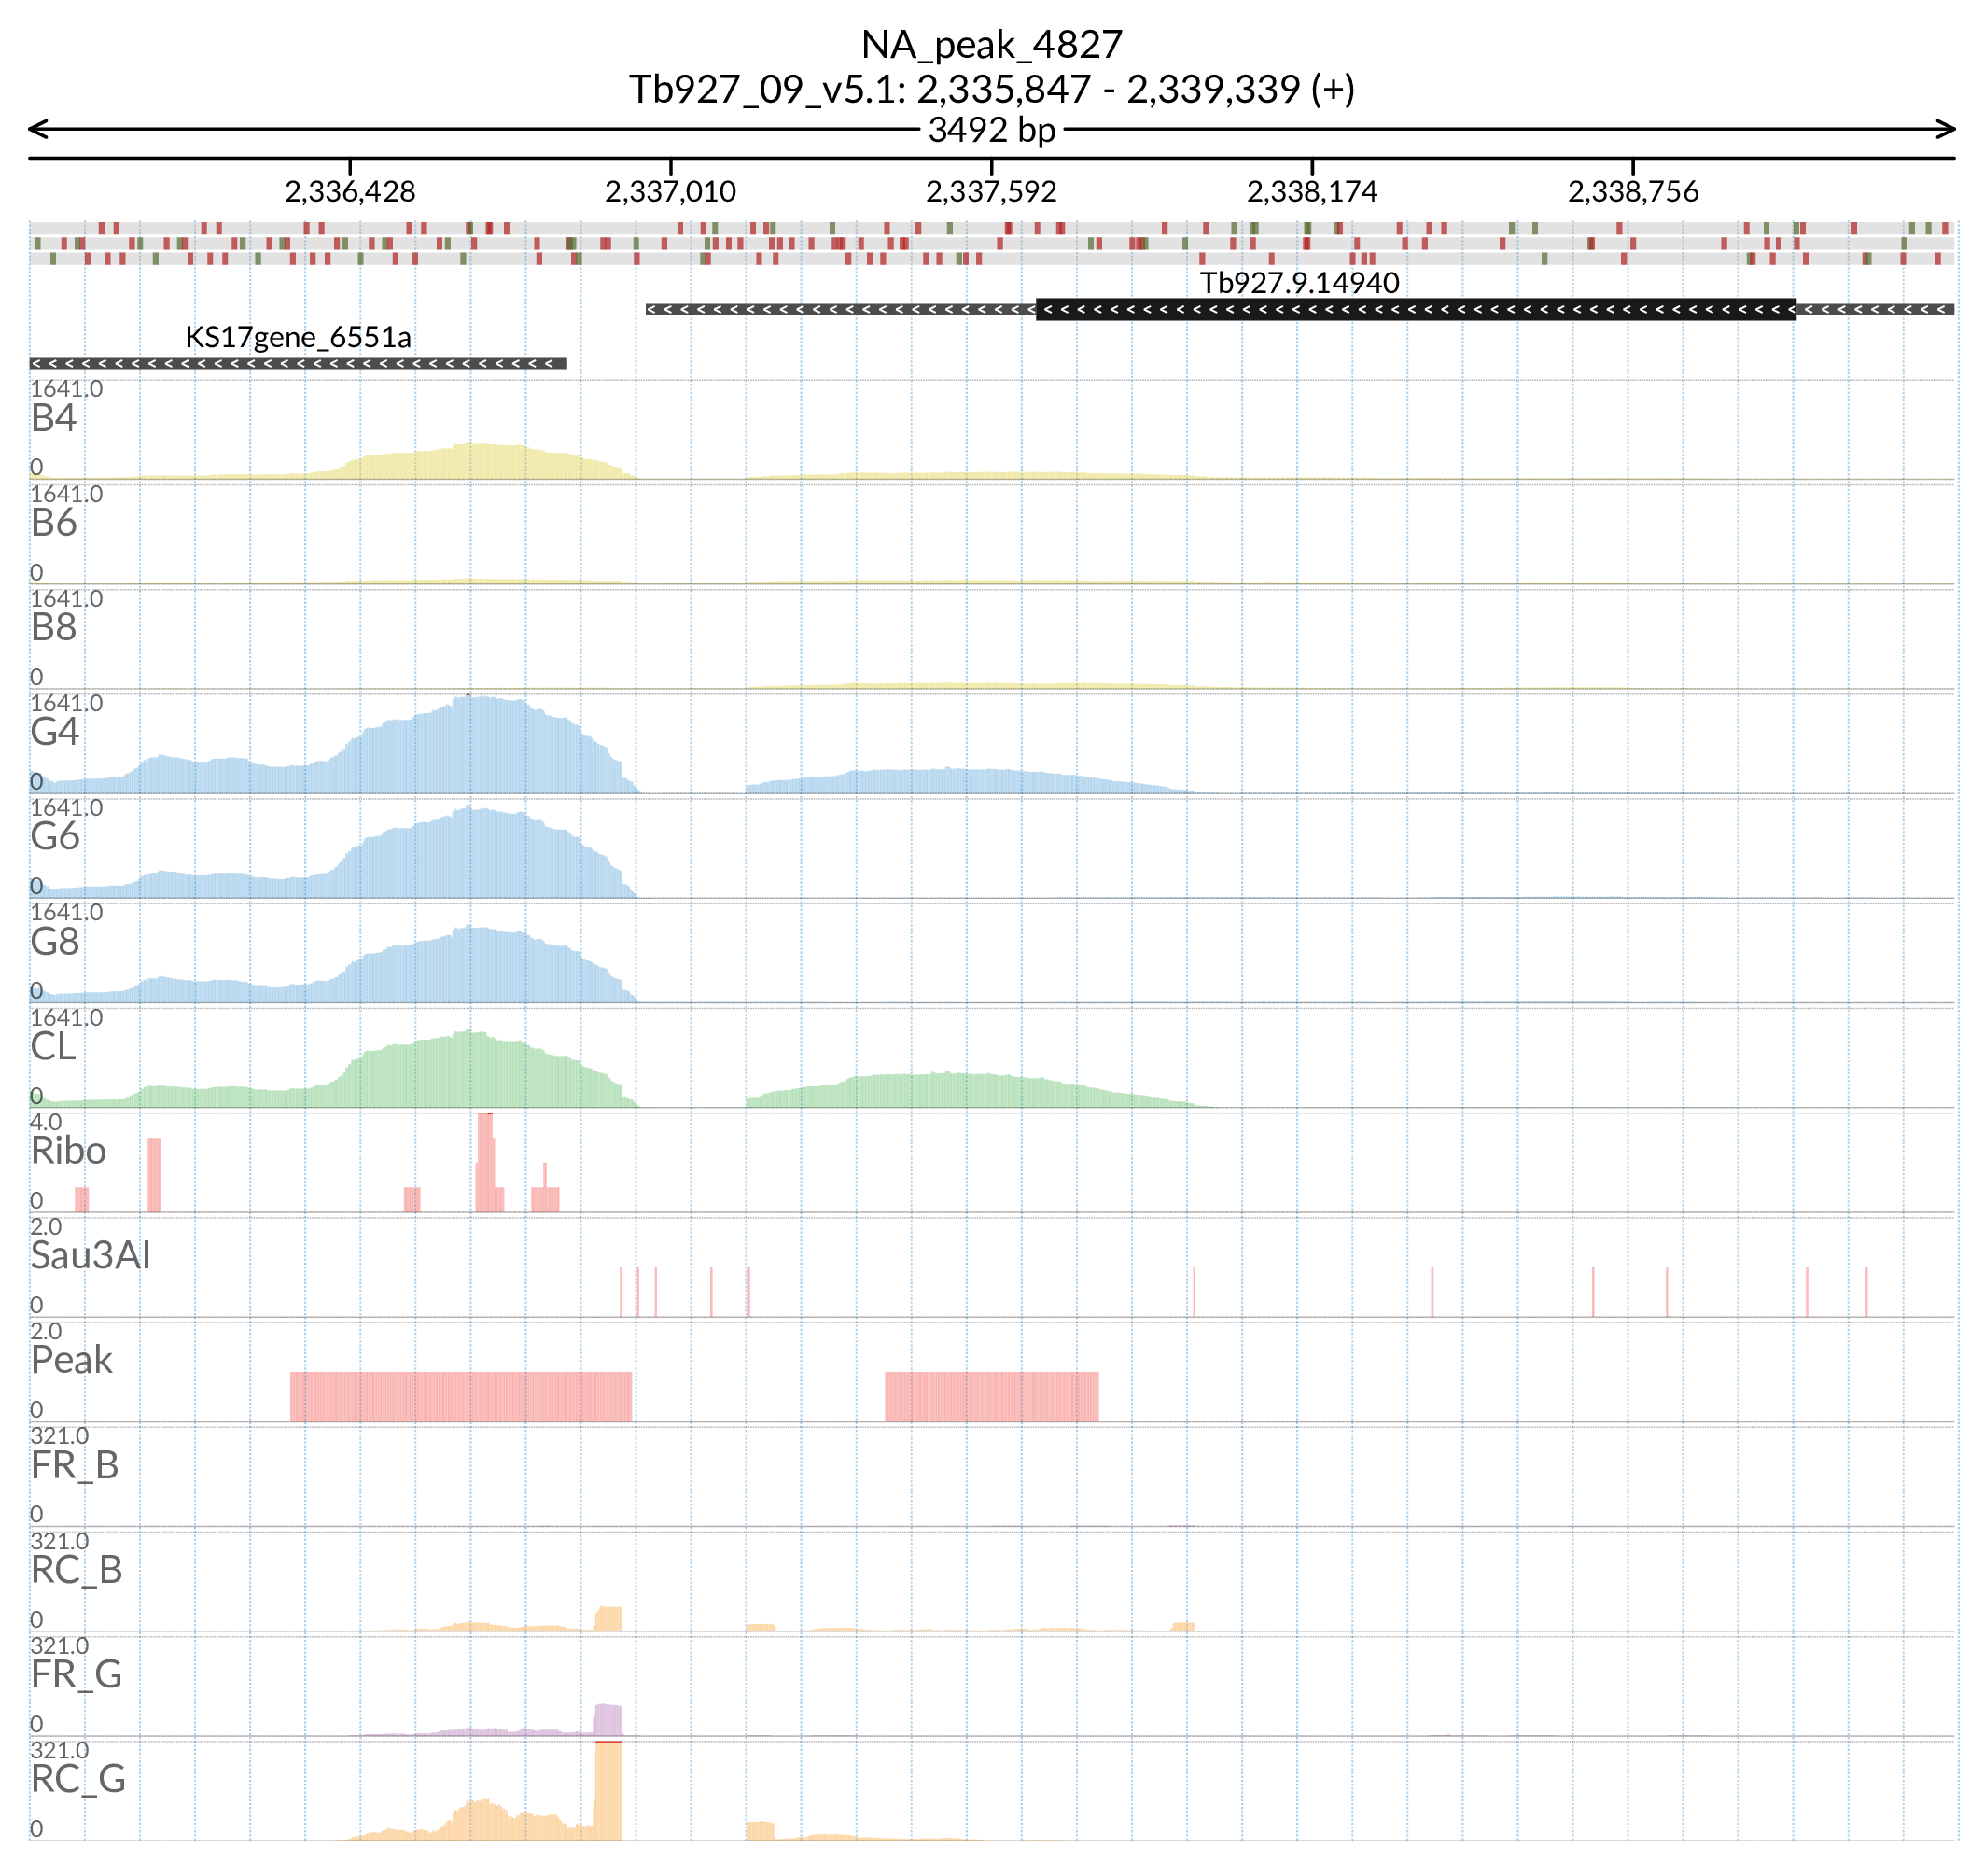 NA_peak_4827
Tb927_09_v5.1: 2,335,847 - 2,339,339 (+)
3492 bp
2,336,428 2,337,010 2,337,592 2,338,174 2,338,756
Tb927.9.14940
KS17gene_6551a
1641.0
B4
0
1641.0
B6
0
1641.0
B8
0
1641.0
G4
0
1641.0
G6
0
1641.0
G8
0
1641.0
CL
0
4.0
Ribo
0
2.0
Sau3AI
0
2.0
Peak
0
321.0
FR_B
0
321.0
RC_B
0
321.0
FR_G
0
321.0
RC_G
0